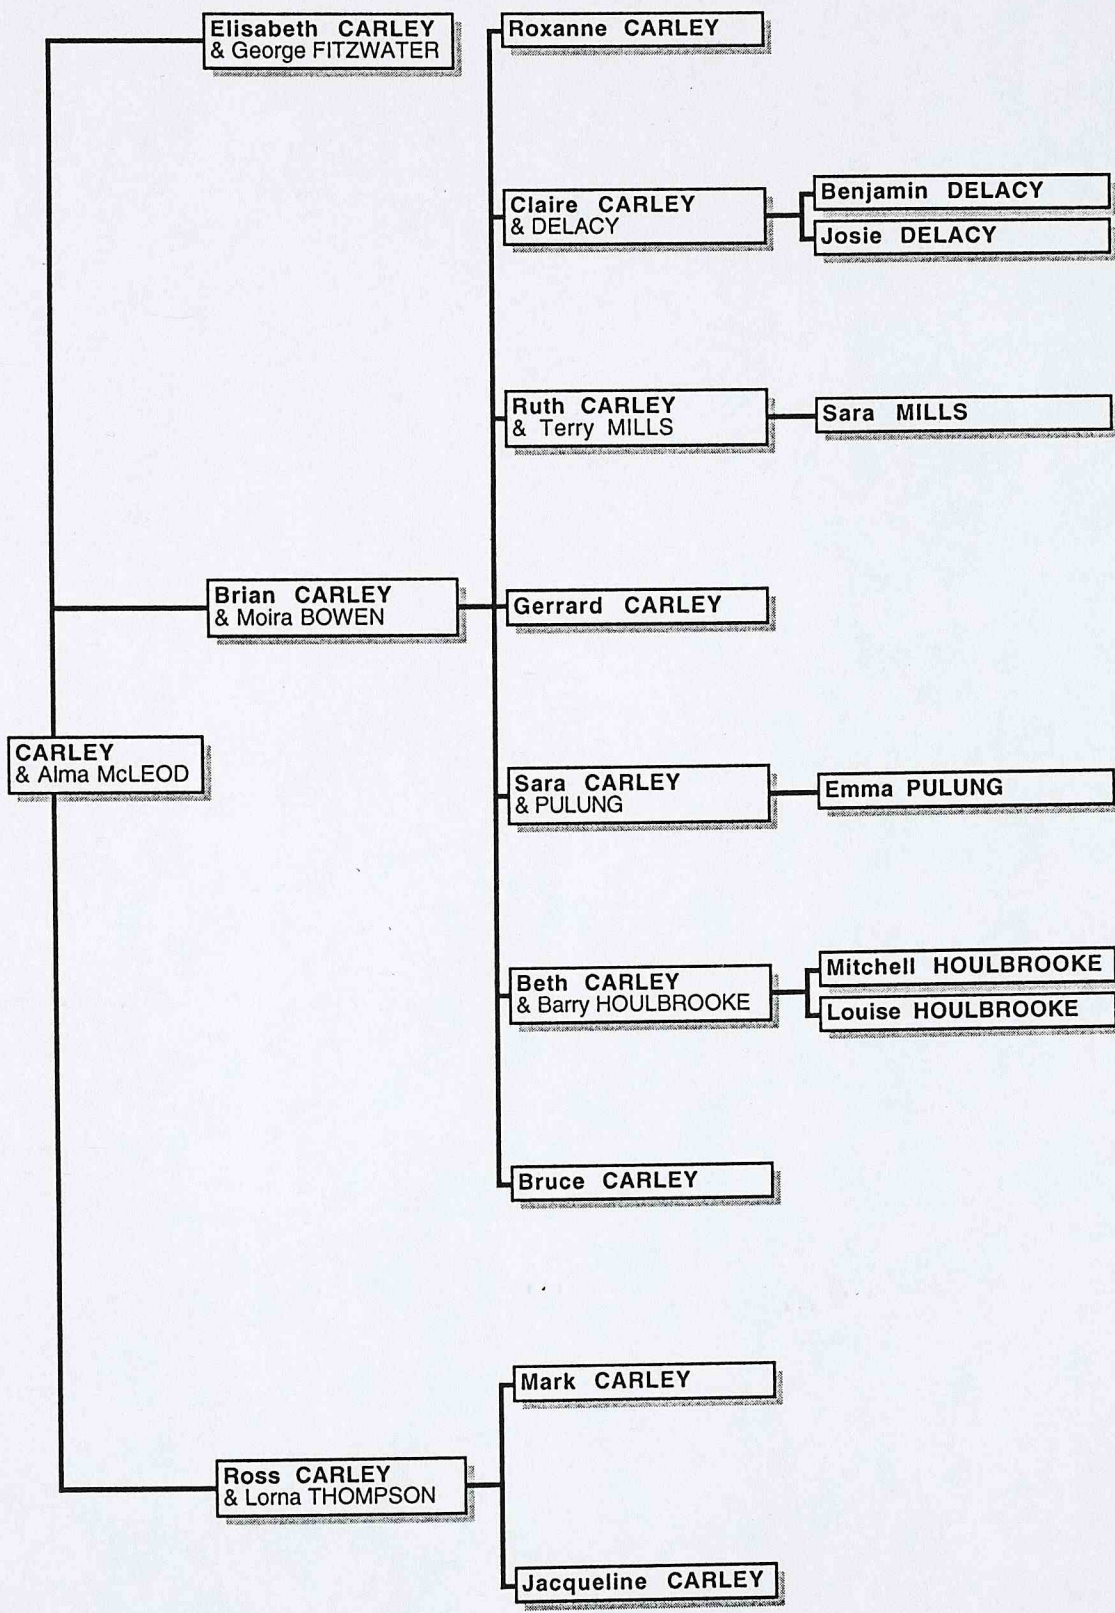 Elisabeth CARLEY
& George FITZWATER
Roxanne CARLEY
Claire CARLEY
& DELACY
Benjamin DELACY
Josie DELACY
Ruth CARLEY
& Terry MILLS
Sara MILLS
Brian CARLEY
& Moira BOWEN
Gerrard CARLEY
CARLEY
& Alma McLEOD
Sara CARLEY
& PULUNG
Emma PULUNG
Beth CARLEY
& Barry HOULBROOKE
Mitchell HOULBROOKE
Louise HOULBROOKE
Bruce CARLEY
Mark CARLEY
Ross CARLEY
& Lorna THOMPSON
Jacqueline CARLEY